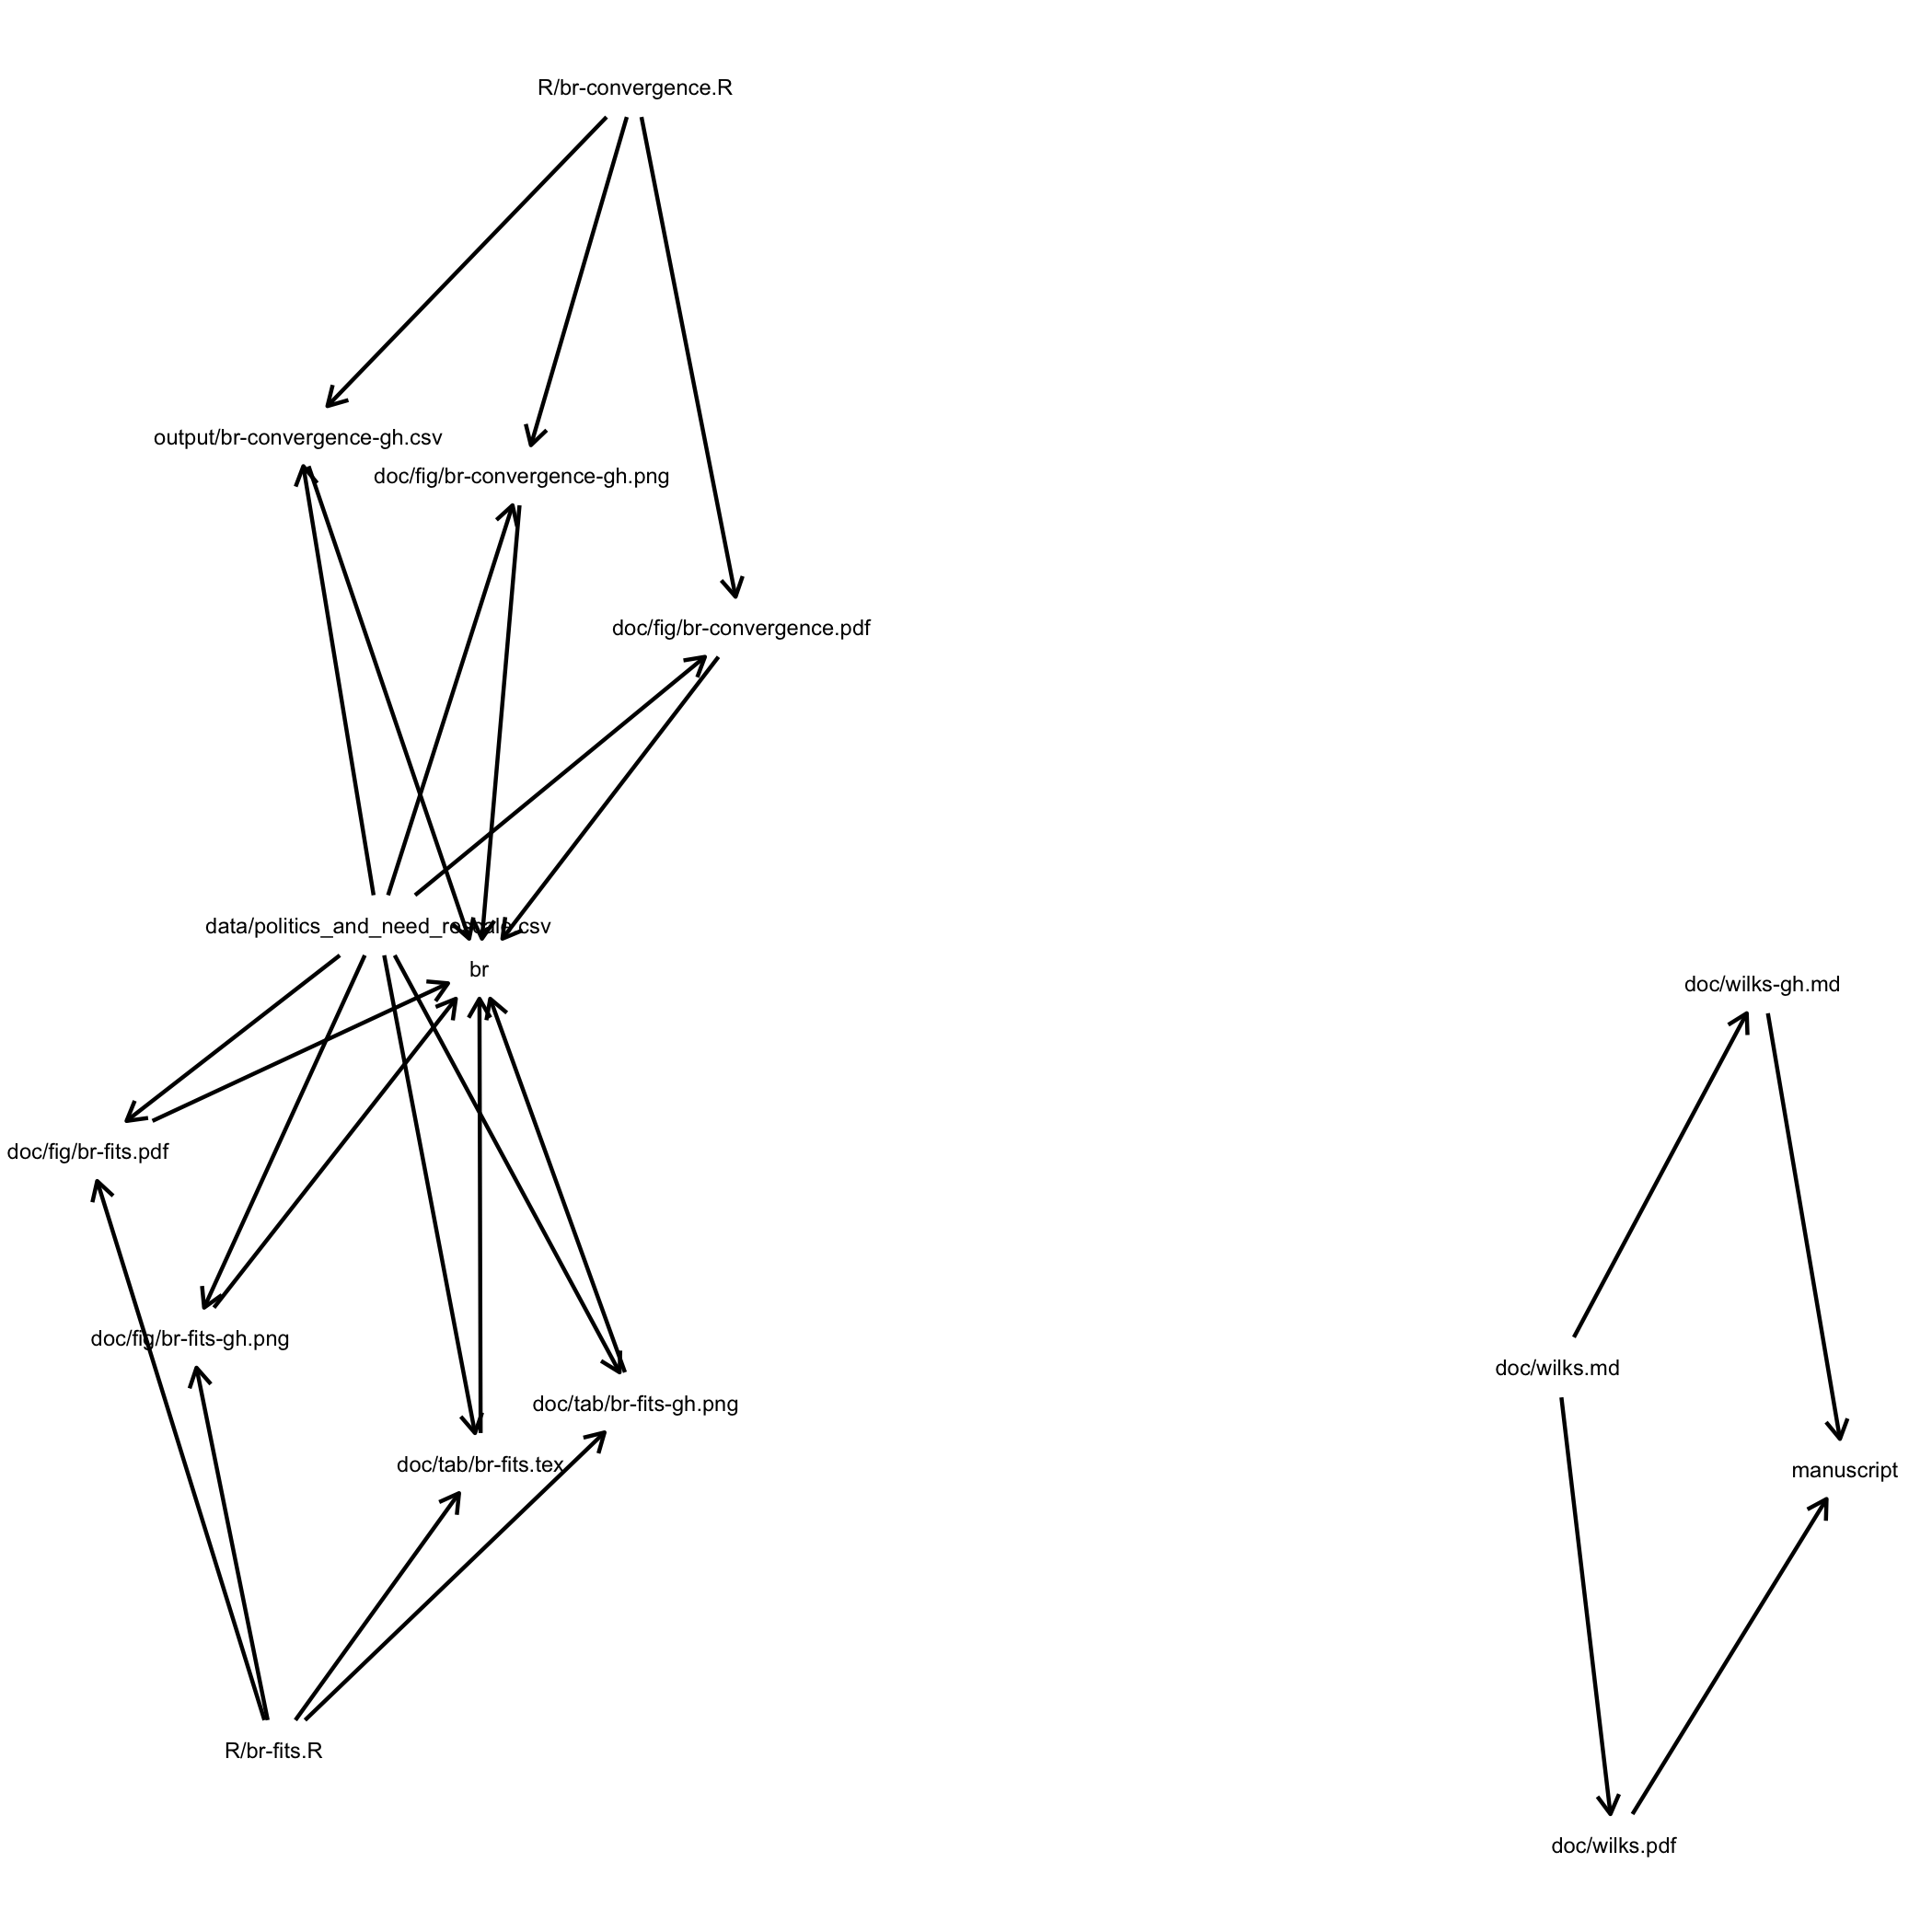 R/br-convergence.R
output/br-convergence-gh.csv
doc/fig/br-convergence-gh.png
doc/fig/br-convergence.pdf
data/politics_and_need_rescale.csv
br
doc/wilks-gh.md
doc/fig/br-fits.pdf
doc/fig/br-fits-gh.png
doc/wilks.md
doc/tab/br-fits-gh.png
doc/tab/br-fits.tex
manuscript
R/br-fits.R
doc/wilks.pdf